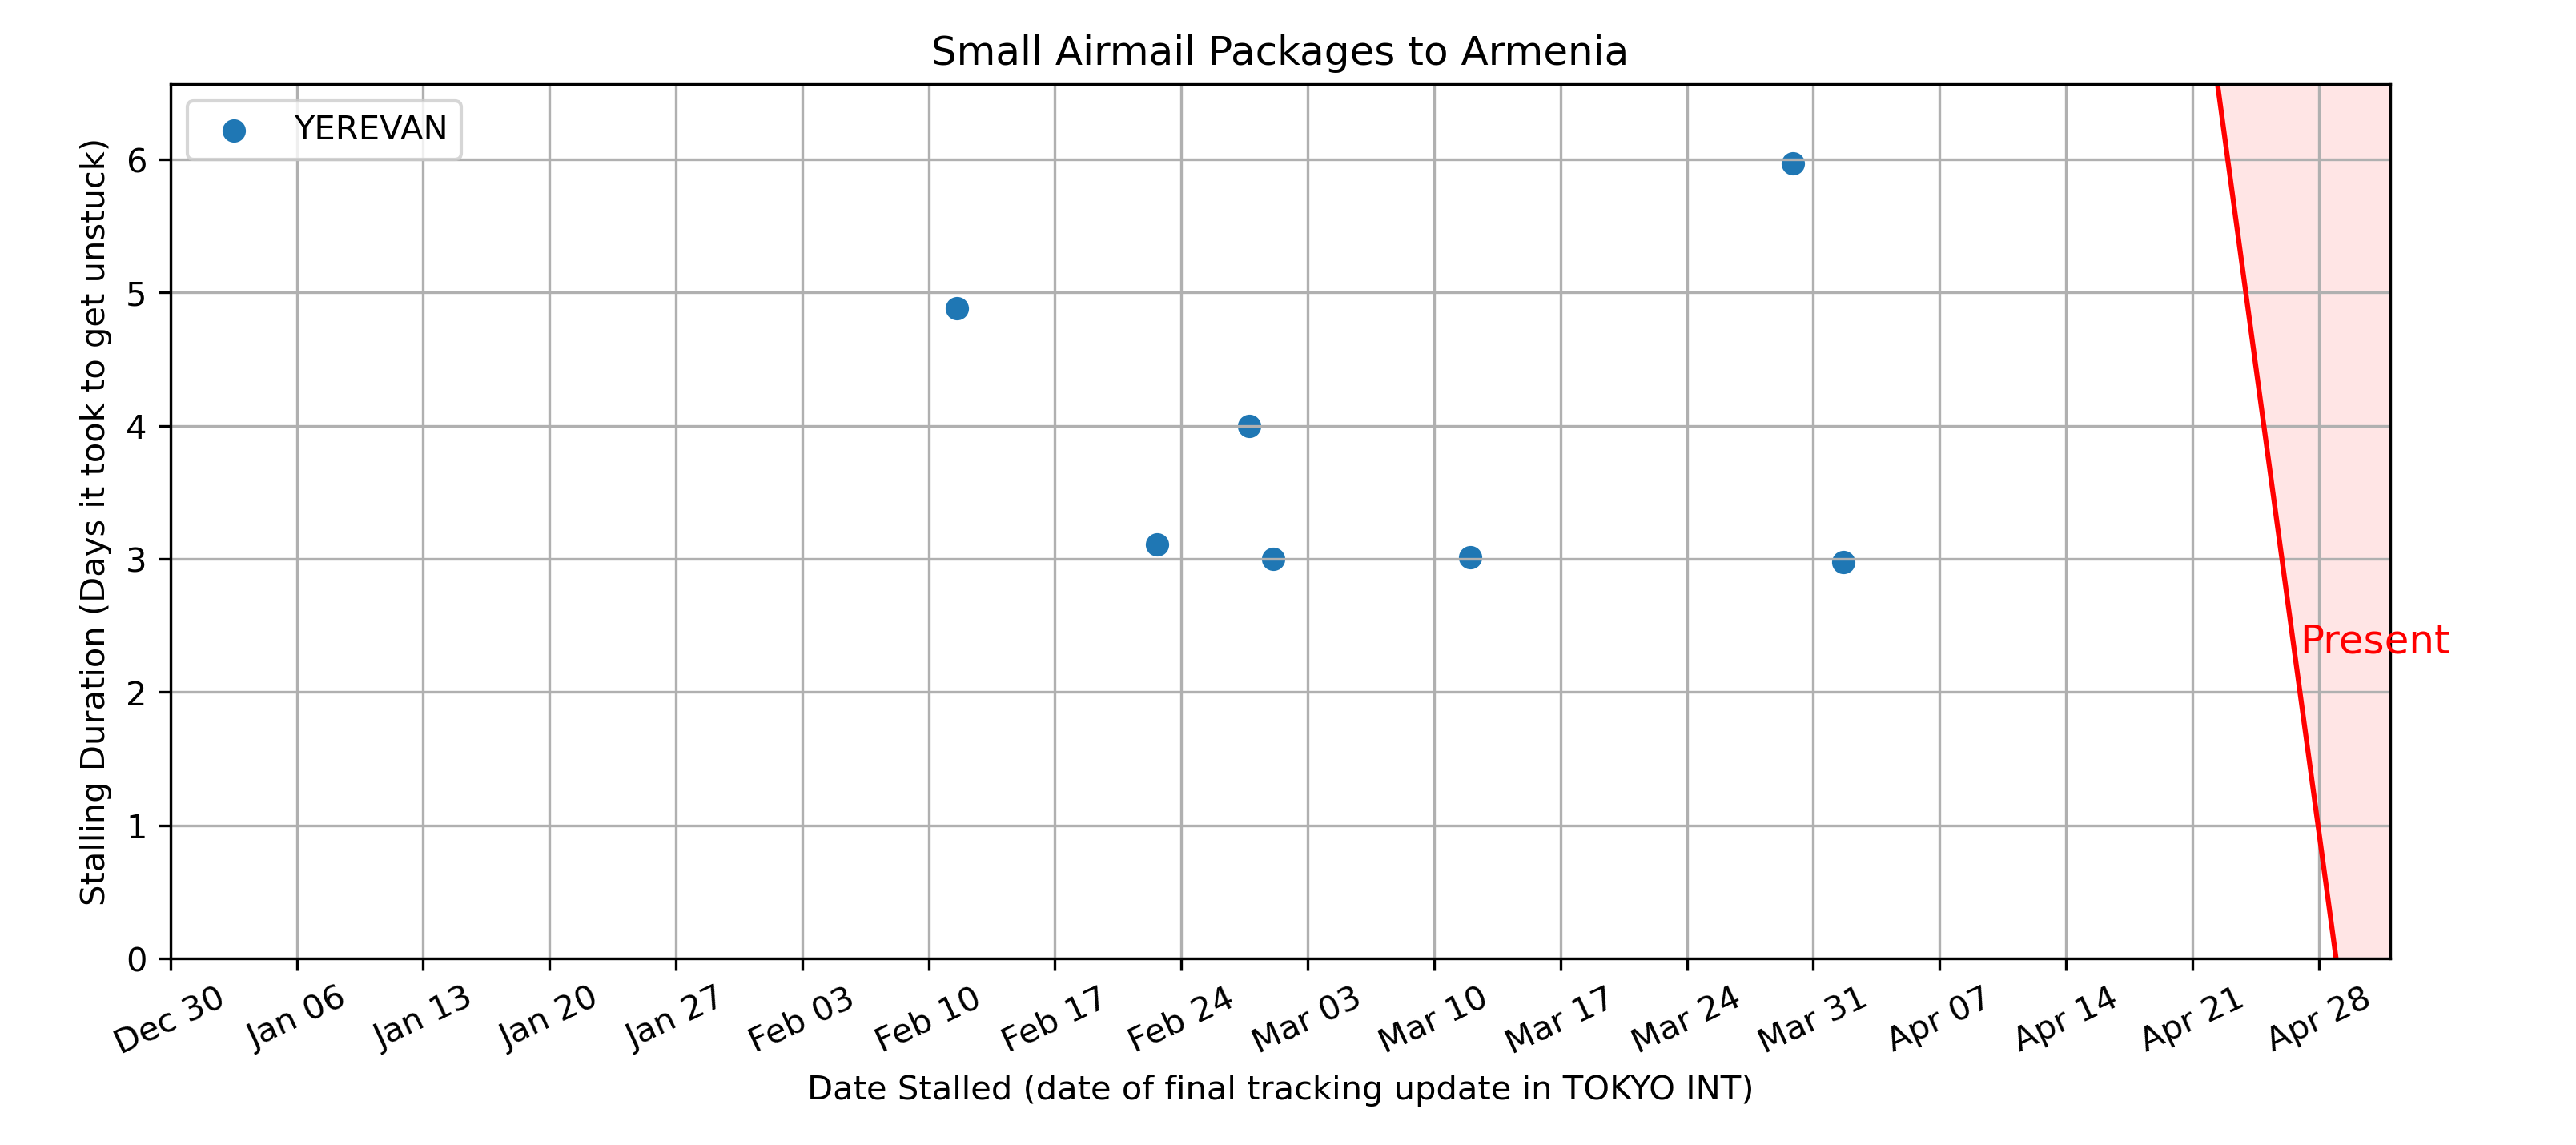 Small Airmail Packages to Armenia
YEREVAN
Stalling Duration (Days it took to get unstuck)
6
5
4
3
2
1
0
Present
Dec 30
Jan 06
Jan 13
Jan 20
Jan 27
Feb 03
Feb 10
Feb 17
Feb 24
Mar 03
Mar 10
Mar 17
Mar 24
Mar 31
Apr 07
Apr 14
Apr 21
Apr 28
Date Stalled (date of final tracking update in TOKYO INT)